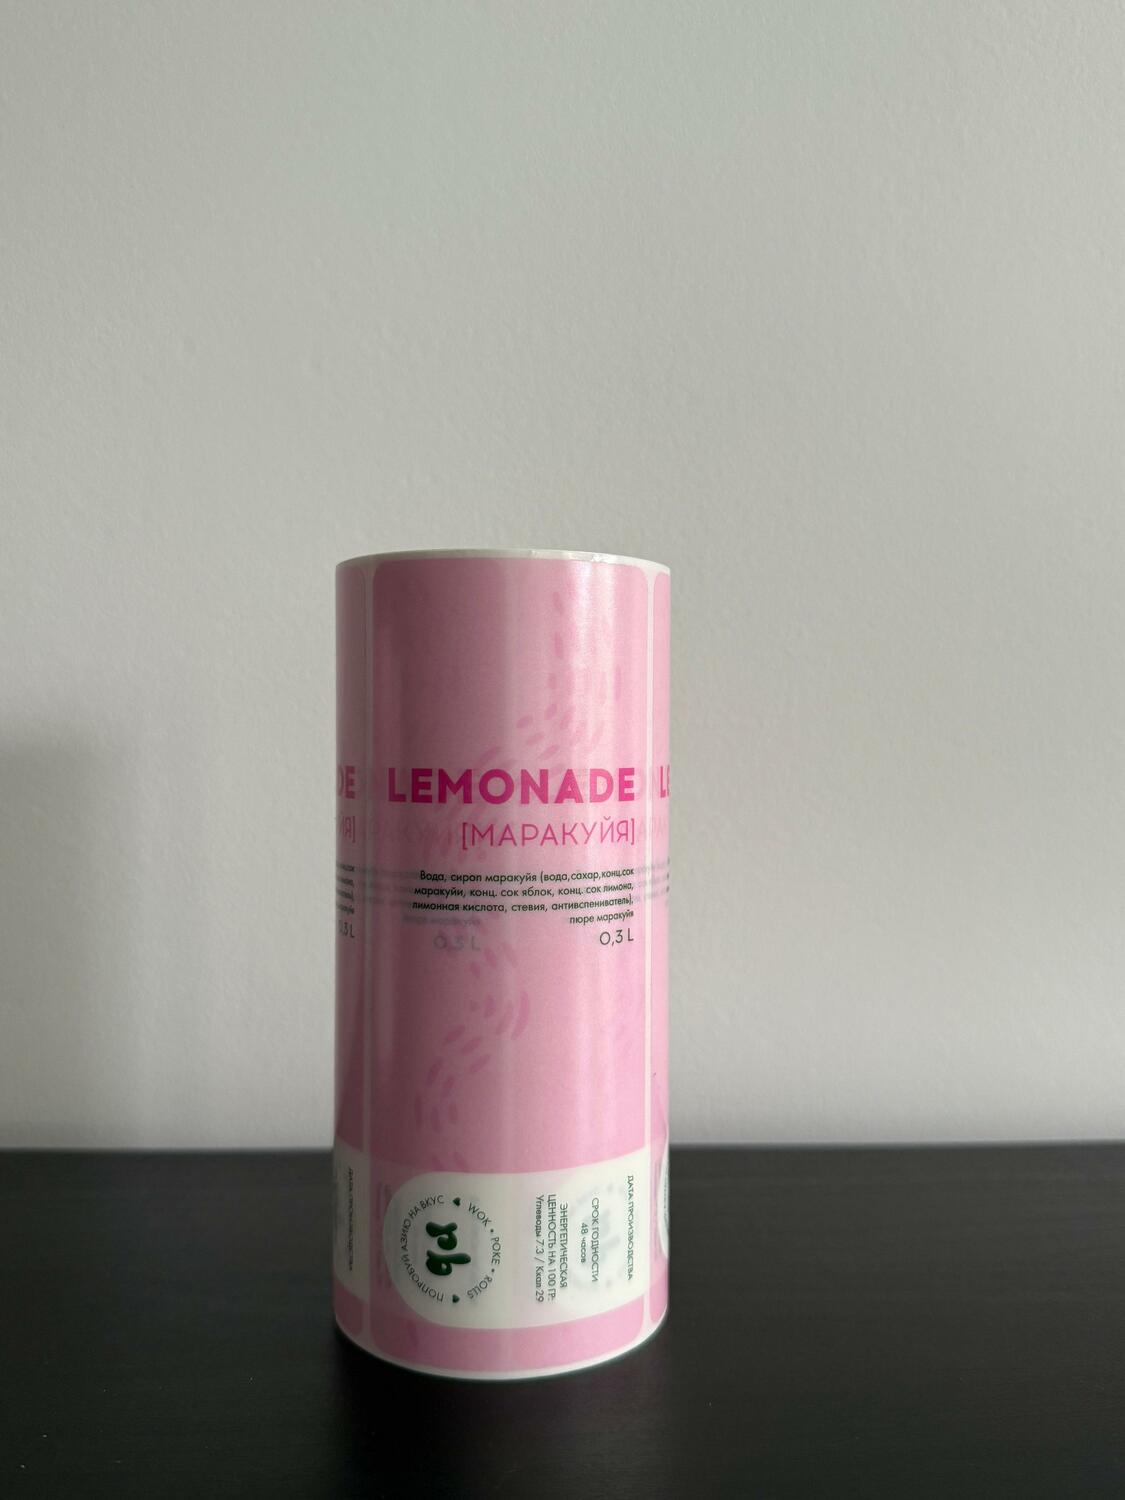 LEMONADE
[МАРАКУЙЯ]
Вода, сироп маракуйя (вода,сахар,конц.сок
маракуйи, конц. сок яблок, конц. сок лимона,
лимонная кислота, стевия, антивспениватель),
пюре маракуйя
0,3 L
ПОПРОБУЙ АЗИЮ НА ВКУС
WOK • POKE • ROLLS
ДАТА ПРОИЗВОДСТВА
СРОК ГОДНОСТИ
48 часов
ЭНЕРГЕТИЧЕСКАЯ
ЦЕННОСТЬ НА 100 ГР:
Углеводы 7.3 / Ккал 29